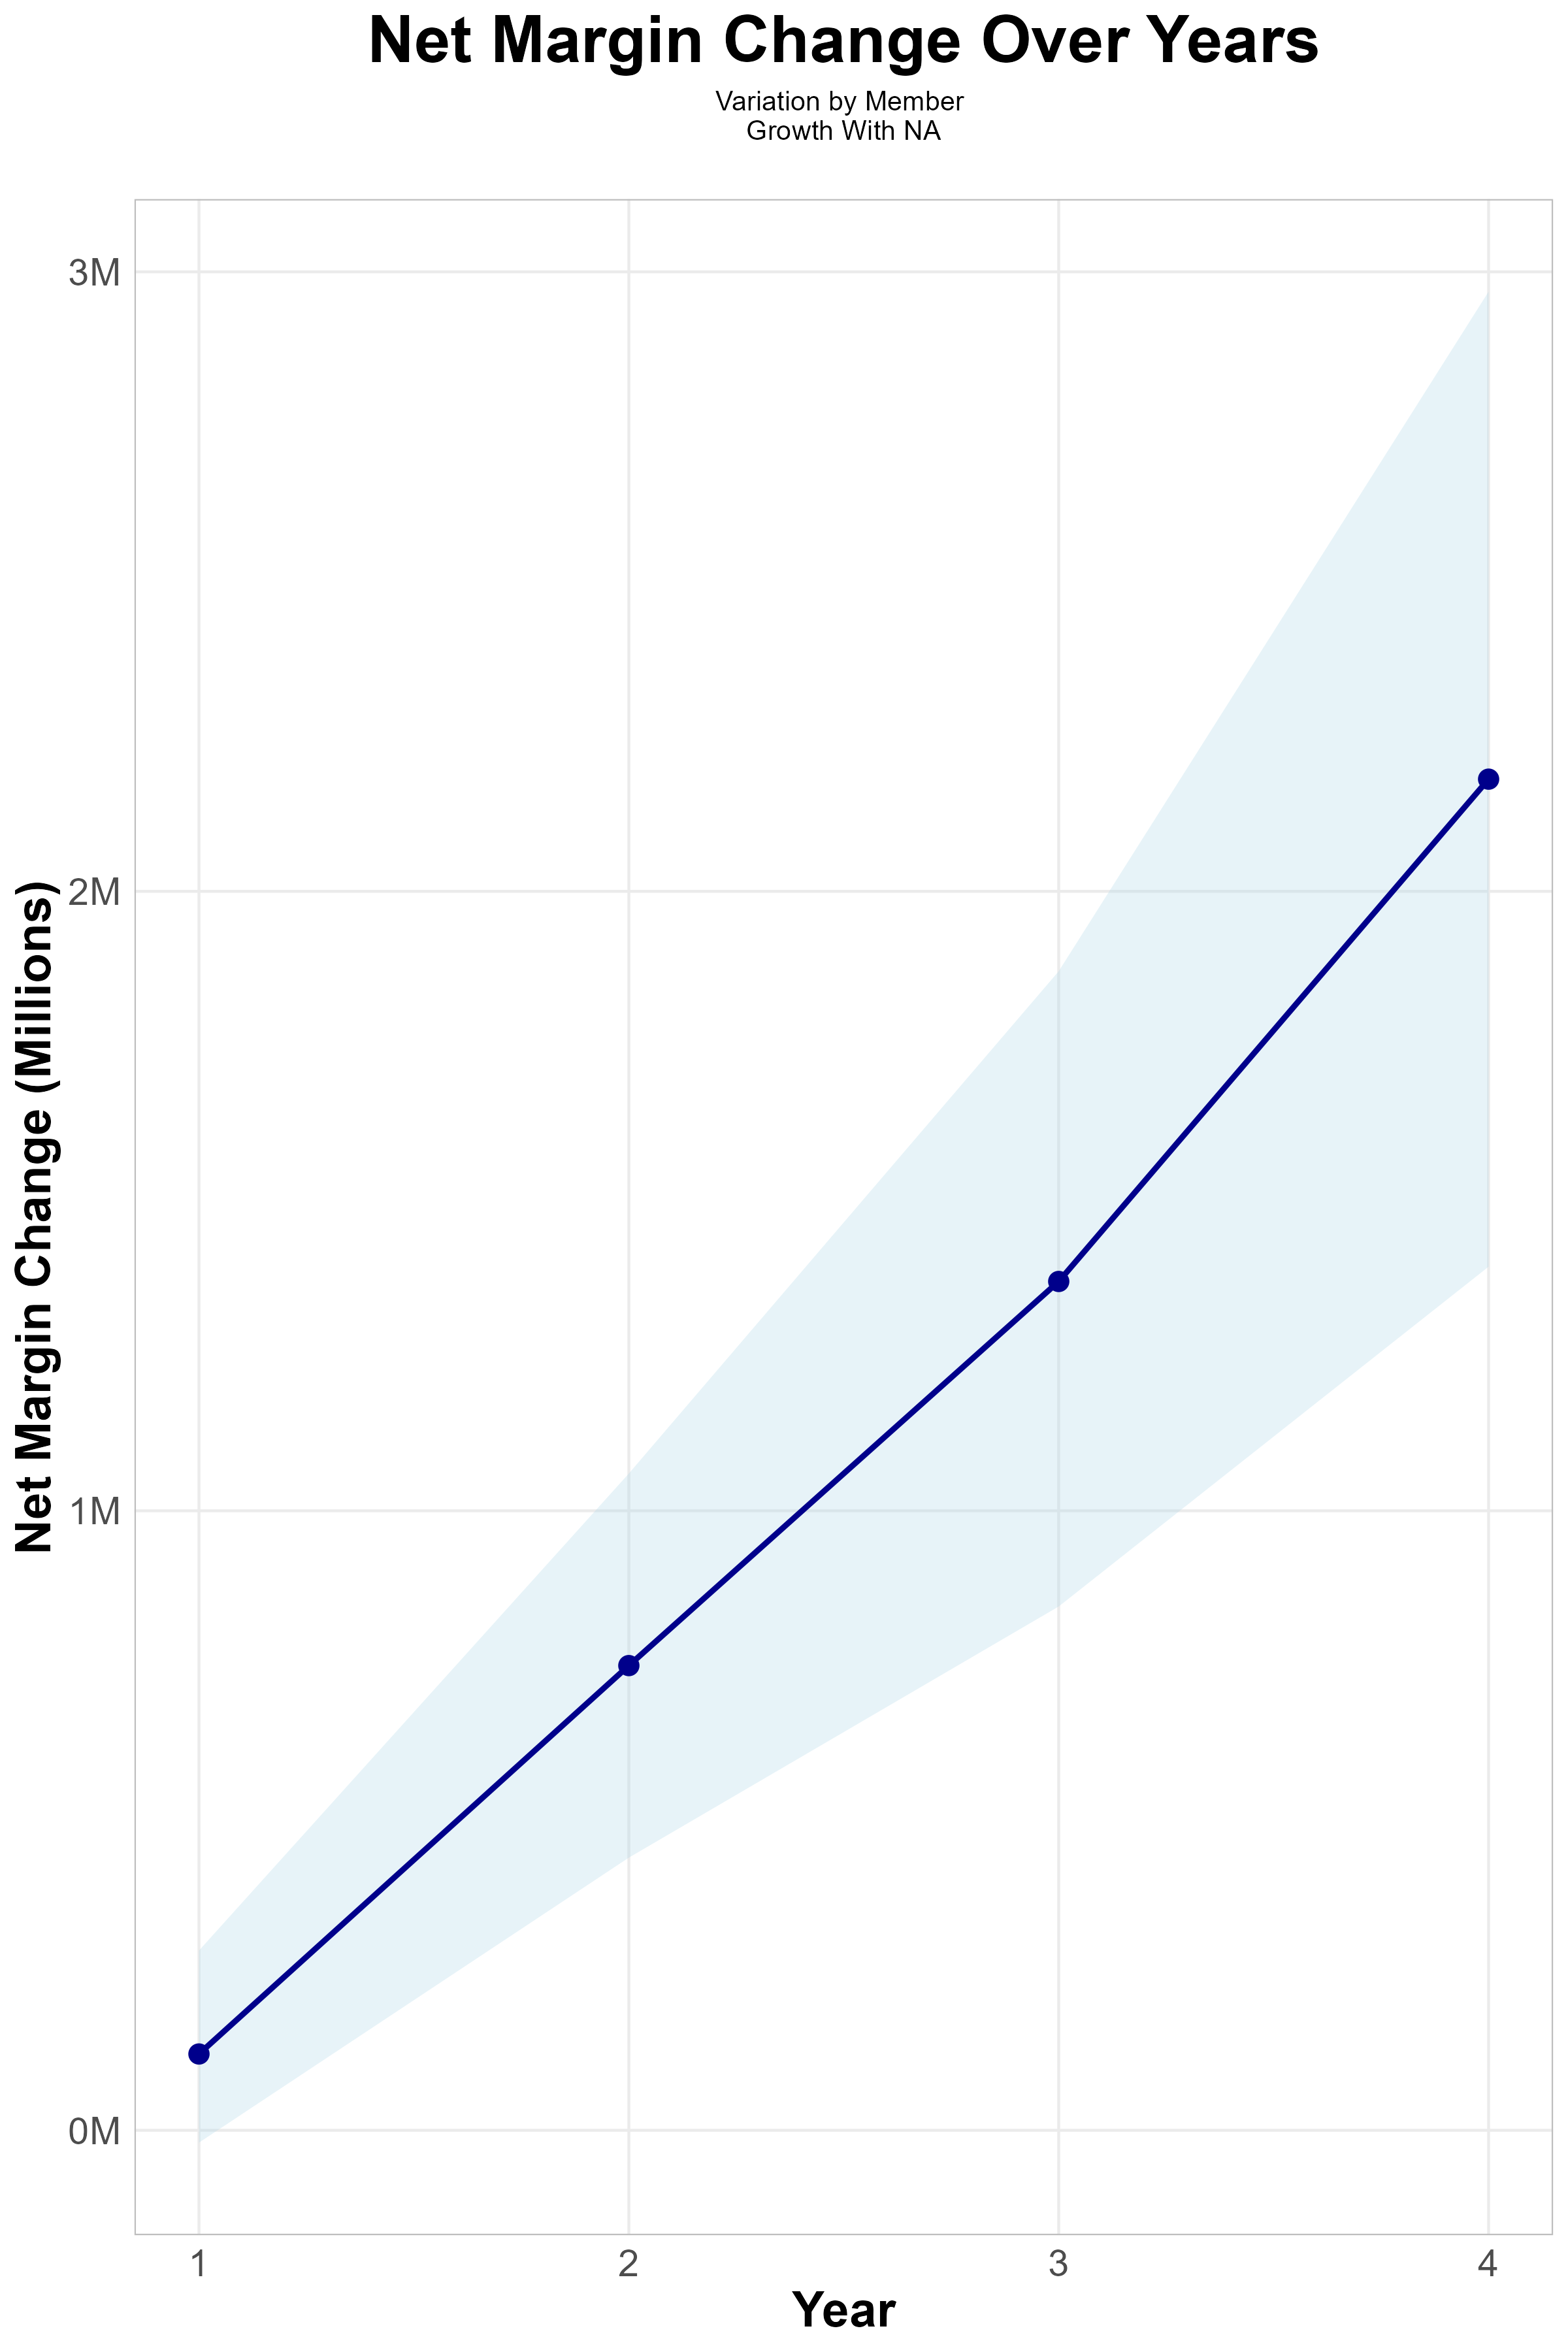 Net Margin Change Over Years
Variation by Member
Growth With NA
Net Margin Change (Millions)
3M
2M
1M
0M
1
2
3
4
Year